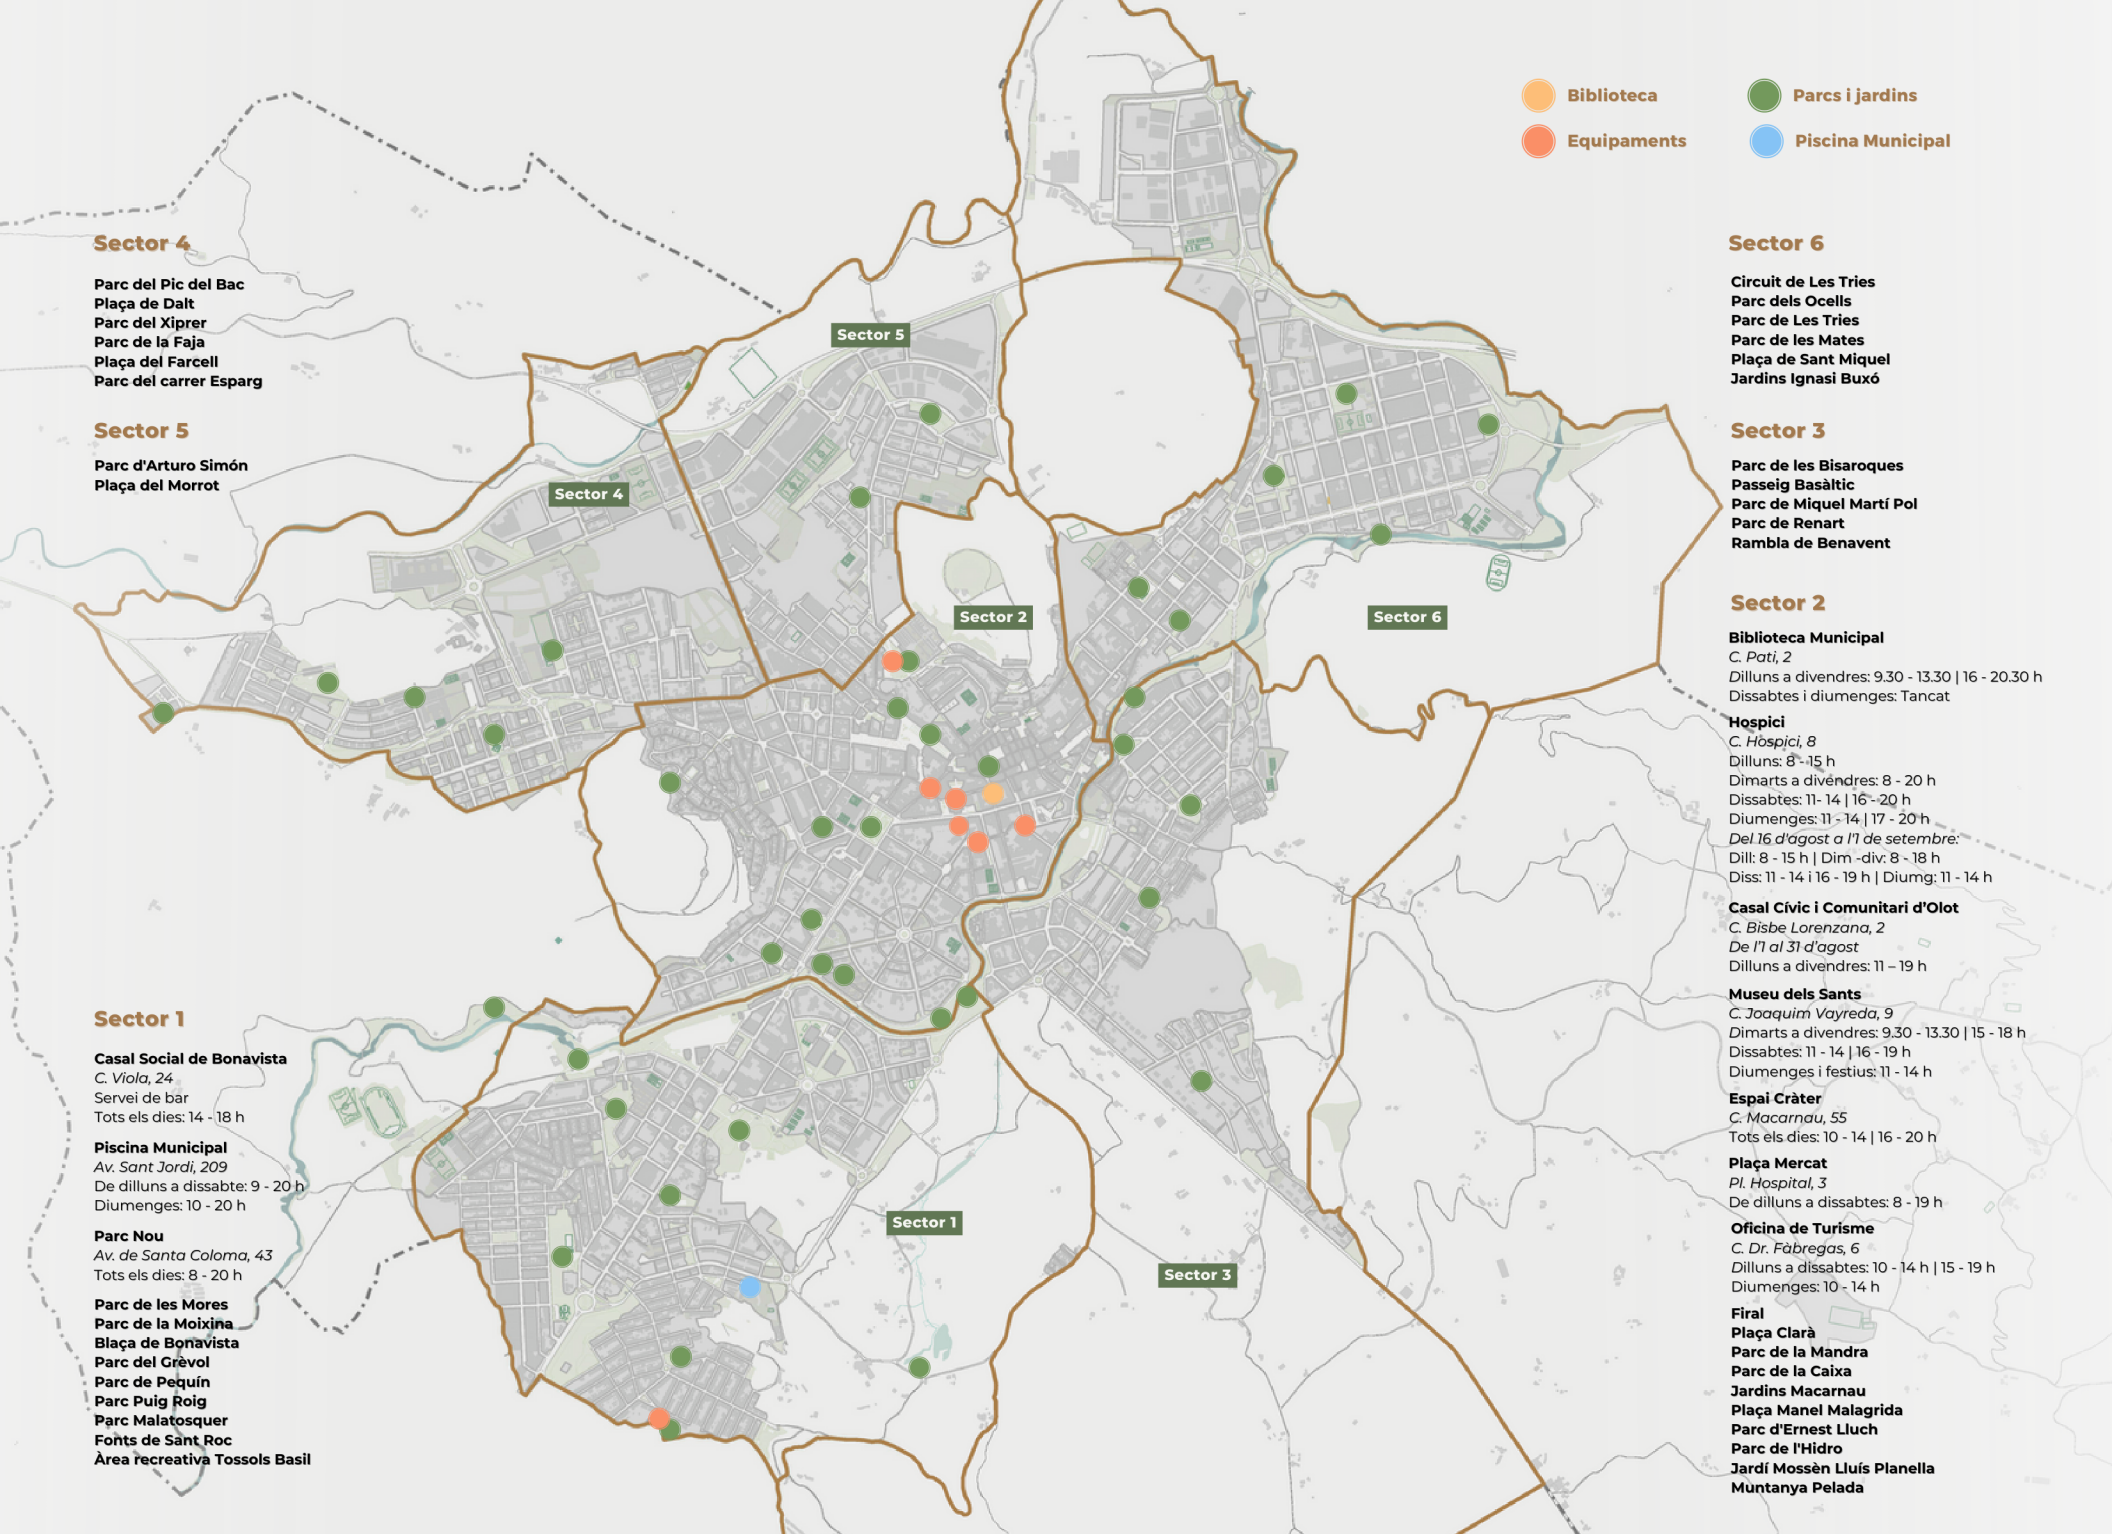 Biblioteca
Parcs i jardins
Equipaments
Piscina Municipal
Sector 4
Parc del Pic del Bac
Plaça de Dalt
Parc del Xiprer
Parc de la Faja
Plaça del Farcell
Parc del carrer Esparg
Sector 5
Parc d'Arturo Simón
Plaça del Morrot
Sector 5
Sector 4
Sector 2
Sector 6
Sector 1
Sector 3
Sector 1
Casal Social de Bonavista
C. Viola, 24
Servei de bar
Tots els dies: 14 - 18 h
Piscina Municipal
Av. Sant Jordi, 209
De dilluns a dissabte: 9 - 20 h
Diumenges: 10 - 20 h
Parc Nou
Av. de Santa Coloma, 43
Tots els dies: 8 - 20 h
Parc de les Mores
Parc de la Moixina
Blaça de Bonavista
Parc del Grèvol
Parc de Pequín
Parc Puig Roig
Parc Malatosquer
Fonts de Sant Roc
Àrea recreativa Tossols Basil
Sector 6
Circuit de Les Tries
Parc dels Ocells
Parc de Les Tries
Parc de les Mates
Plaça de Sant Miquel
Jardins Ignasi Buxó
Sector 3
Parc de les Bisaroques
Passeig Basàltic
Parc de Miquel Martí Pol
Parc de Renart
Rambla de Benavent
Sector 2
Biblioteca Municipal
C. Pati, 2
Dilluns a divendres: 9.30 - 13.30 | 16 - 20.30 h
Dissabtes i diumenges: Tancat
Hospici
C. Hospici, 8
Dilluns: 8 - 15 h
Dimarts a divendres: 8 - 20 h
Dissabtes: 11- 14 | 16 - 20 h
Diumenges: 11 - 14 | 17 - 20 h
Del 16 d'agost a l'1 de setembre:
Dill: 8 - 15 h | Dim -div: 8 - 18 h
Diss: 11 - 14 i 16 - 19 h | Diumg: 11 - 14 h
Casal Cívic i Comunitari d’Olot
C. Bisbe Lorenzana, 2
De l’1 al 31 d’agost
Dilluns a divendres: 11 – 19 h
Museu dels Sants
C. Joaquim Vayreda, 9
Dimarts a divendres: 9.30 - 13.30 | 15 - 18 h
Dissabtes: 11 - 14 | 16 - 19 h
Diumenges i festius: 11 - 14 h
Espai Cràter
C. Macarnau, 55
Tots els dies: 10 - 14 | 16 - 20 h
Plaça Mercat
Pl. Hospital, 3
De dilluns a dissabtes: 8 - 19 h
Oficina de Turisme
C. Dr. Fàbregas, 6
Dilluns a dissabtes: 10 - 14 h | 15 - 19 h
Diumenges: 10 - 14 h
Firal
Plaça Clarà
Parc de la Mandra
Parc de la Caixa
Jardins Macarnau
Plaça Manel Malagrida
Parc d'Ernest Lluch
Parc de l'Hidro
Jardí Mossèn Lluís Planella
Muntanya Pelada